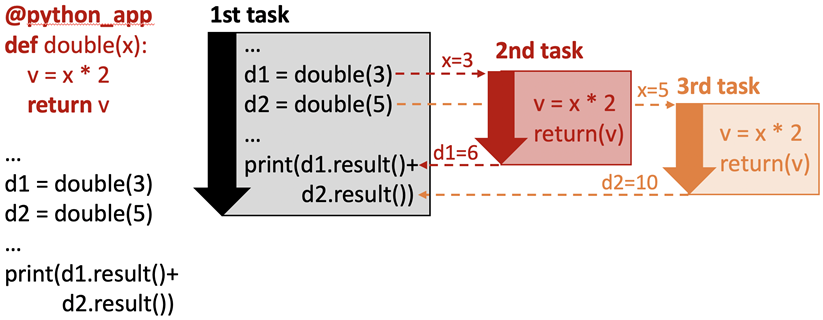 @python_app
def double(x):
v = x * 2
return v
...
d1 = double(3)
d2 = double(5)
...
print(d1.result()+
d2.result())
1st task
...
d1 = double(3)
d2 = double(5)
...
print(d1.result()+
d2.result())
x=3
2nd task
v = x * 2
return(v)
d1=6
x=5
3rd task
v = x * 2
return(v)
d2=10